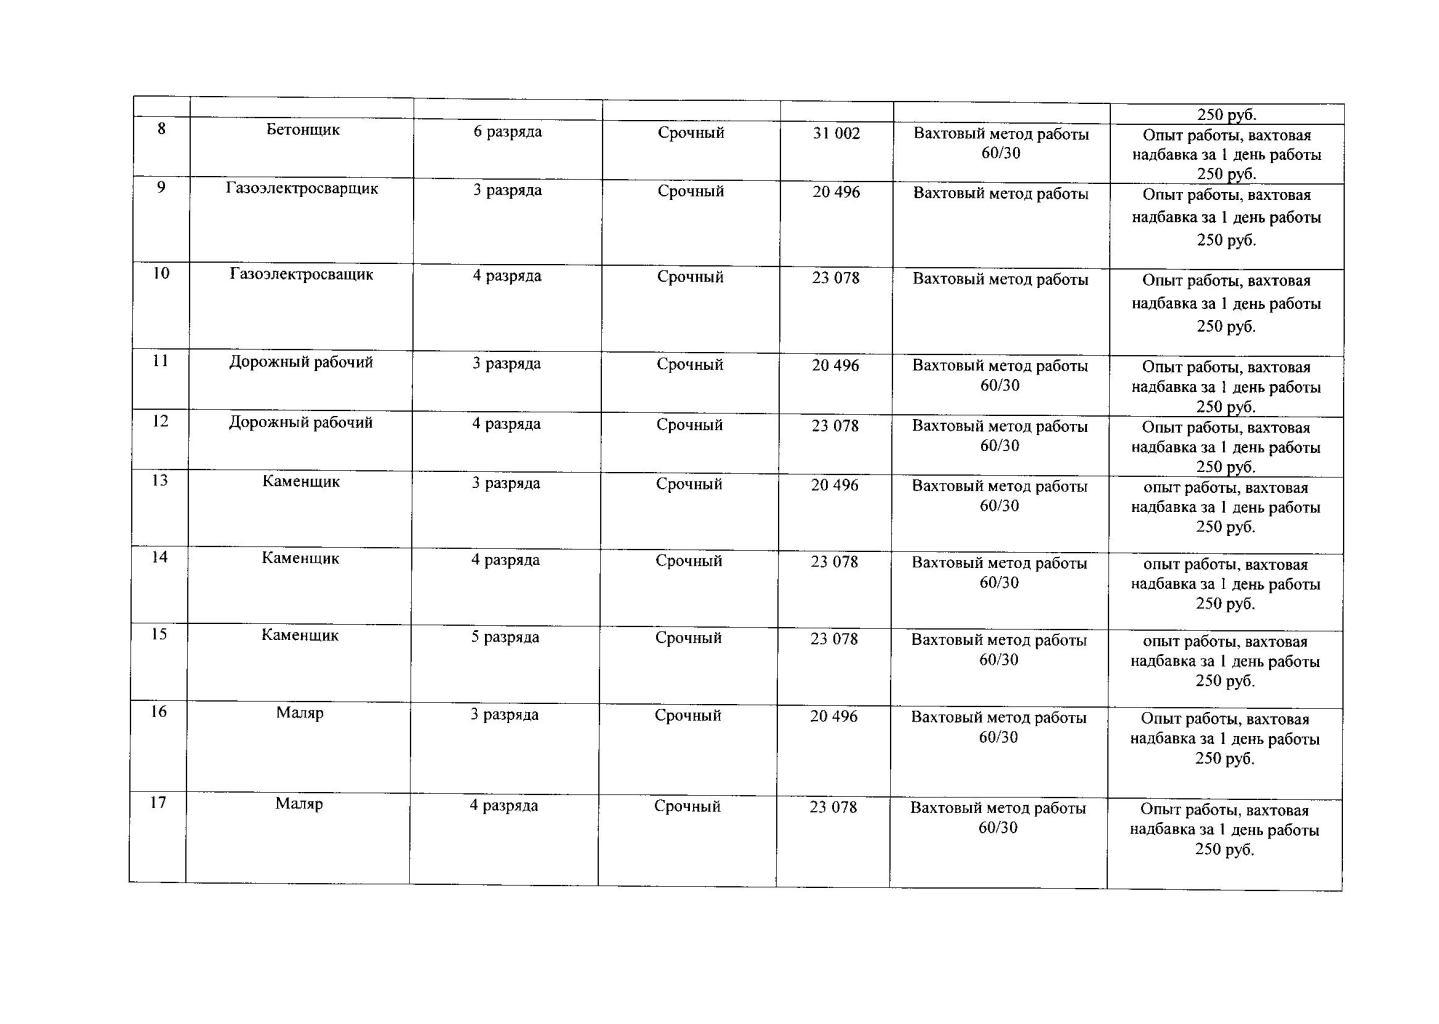 250 руб.
8 Бетонщик 6 разряда Срочный 31 002 Вахтовый метод работы Опыт работы, вахтовая
60/30 надбавка за 1 день работы
250 руб.
9 Газоэлектросварщик 3 разряда Срочный 20 496 Вахтовый метод работы Опыт работы, вахтовая
надбавка за 1 день работы
250 руб.
10 Газоэлектросващик 4 разряда Срочный 23 078 Вахтовый метод работы Опыт работы, вахтовая
надбавка за 1 день работы
250 руб.
11 Дорожный рабочий 3 разряда Срочный 20 496 Вахтовый метод работы Опыт работы, вахтовая
60/30 надбавка за 1 день работы
250 руб.
12 Дорожный рабочий 4 разряда Срочный 23 078 Вахтовый метод работы Опыт работы, вахтовая
60/30 надбавка за 1 день работы
250 руб.
13 Каменщик 3 разряда Срочный 20 496 Вахтовый метод работы опыт работы, вахтовая
60/30 надбавка за 1 день работы
250 руб.
14 Каменщик 4 разряда Срочный 23 078 Вахтовый метод работы опыт работы, вахтовая
60/30 надбавка за 1 день работы
250 руб.
15 Каменщик 5 разряда Срочный 23 078 Вахтовый метод работы опыт работы, вахтовая
60/30 надбавка за 1 день работы
250 руб.
16 Маляр 3 разряда Срочный 20 496 Вахтовый метод работы Опыт работы, вахтовая
60/30 надбавка за 1 день работы
250 руб.
17 Маляр 4 разряда Срочный 23 078 Вахтовый метод работы Опыт работы, вахтовая
60/30 надбавка за 1 день работы
250 руб.